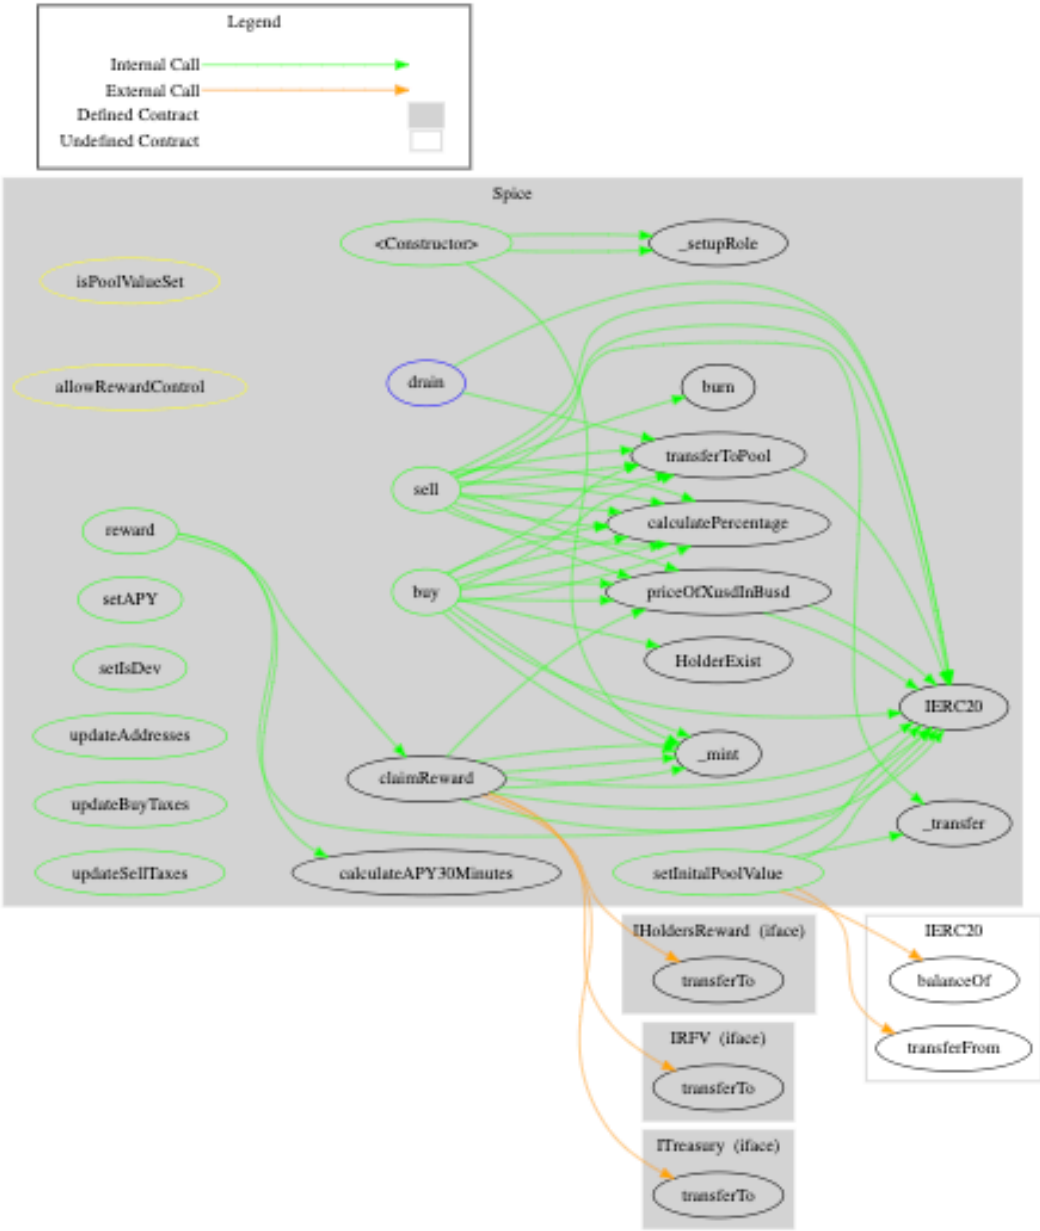 Legend
Internal Call
External Call
Defined Contract
Undefined Contract
Spice
<Constructor>
_setupRole
isPoolValueSet
allowRewardControl
drain
burn
transferToPool
sell
calculatePercentage
reward
buy
priceOfXusdInBusd
setAPY
HolderExist
setIsDev
IERC20
updateAddresses
_mint
claimReward
updateBuyTaxes
_transfer
updateSellTaxes
calculateAPY30Minutes
setInitalPoolValue
IHoldersReward (iface)
transferTo
IERC20
balanceOf
transferFrom
IRFV (iface)
transferTo
ITreasury (iface)
transferTo